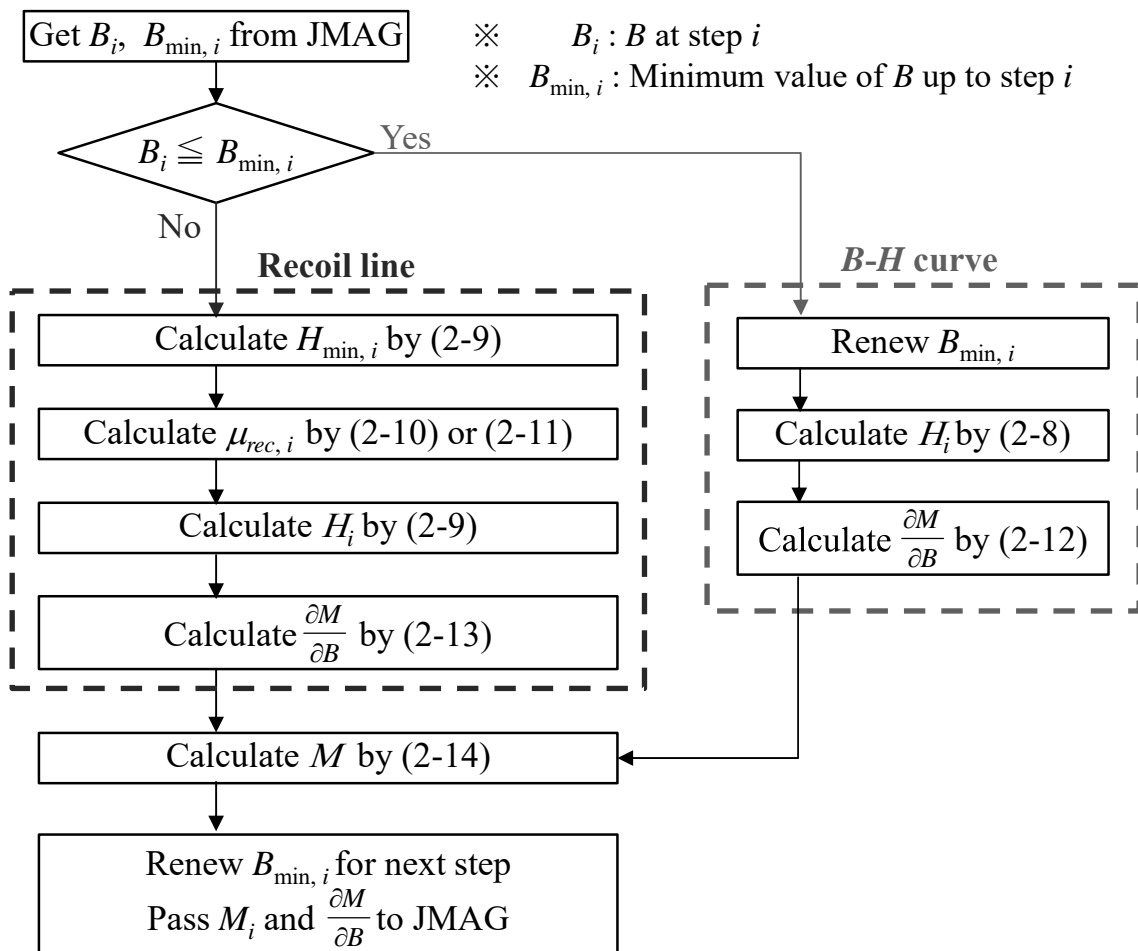 Get B_i, B_min, i from JMAG
※ B_i : B at step i
※ B_min, i : Minimum value of B up to step i
B_i ≦ B_min, i
Yes
No
Recoil line
Calculate H_min, i by (2-9)
Calculate μ_rec, i by (2-10) or (2-11)
Calculate H_i by (2-9)
Calculate ∂M/∂B by (2-13)
B-H curve
Renew B_min, i
Calculate H_i by (2-8)
Calculate ∂M/∂B by (2-12)
Calculate M by (2-14)
Renew B_min, i for next step
Pass M_i and ∂M/∂B to JMAG